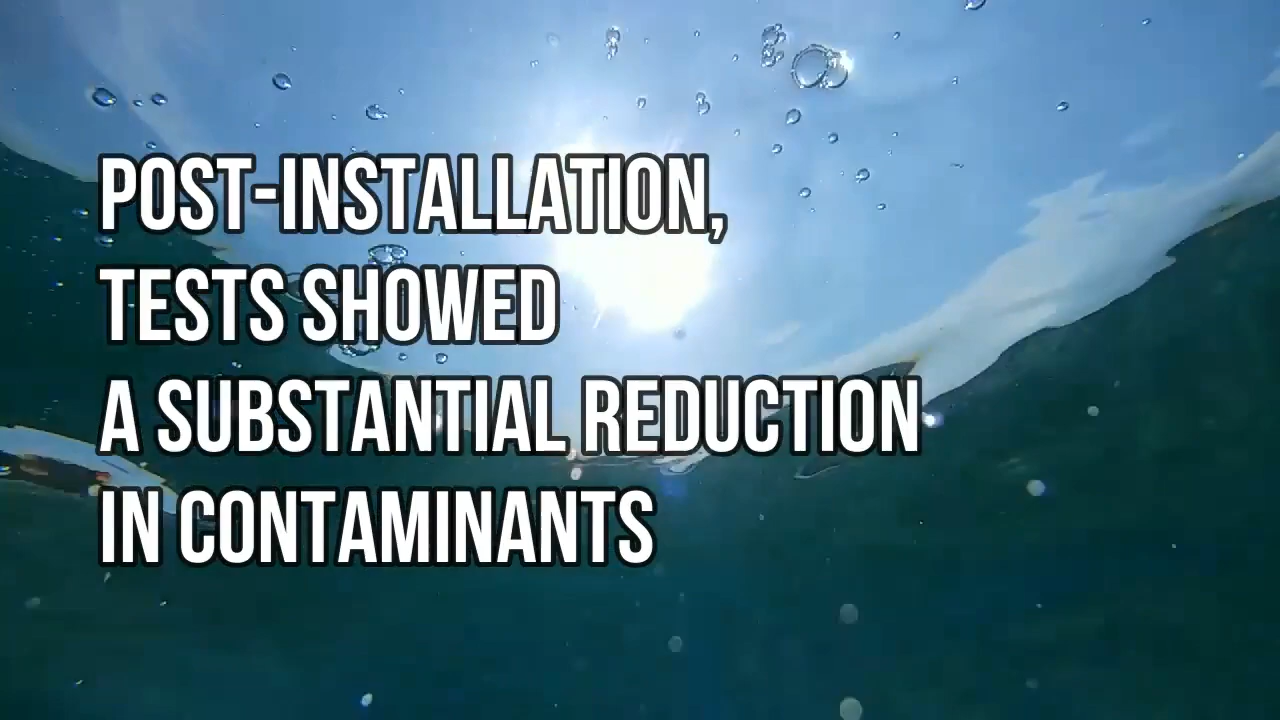 POST-INSTALLATION,
TESTS SHOWED
A SUBSTANTIAL REDUCTION
IN CONTAMINANTS